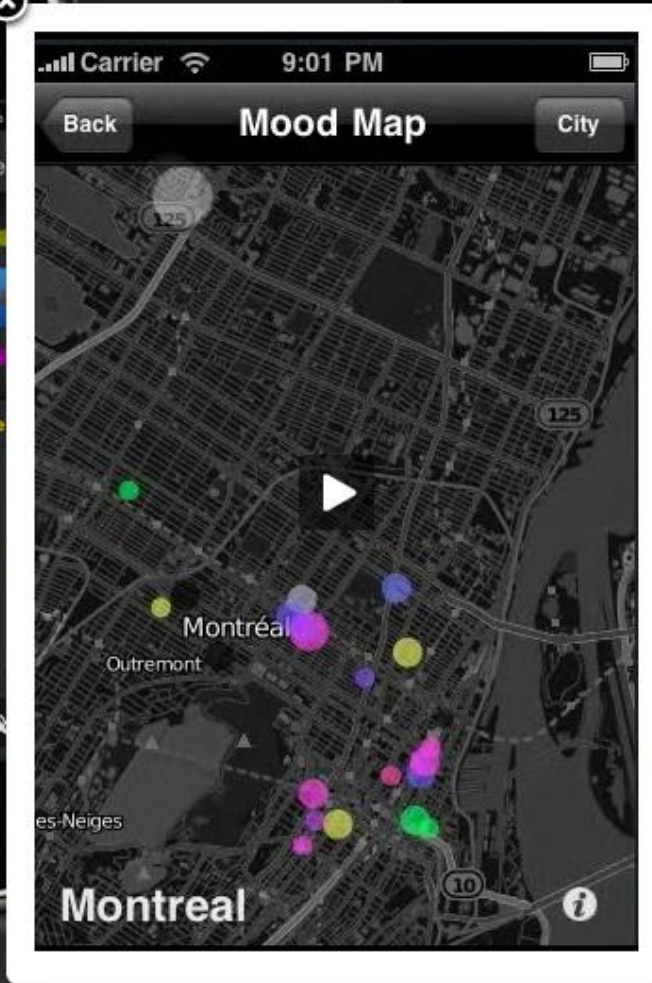 Carrier 9:01 PM
Back Mood Map City
125
125
Montréal
Outremont
es-Neiges
10
Montreal i